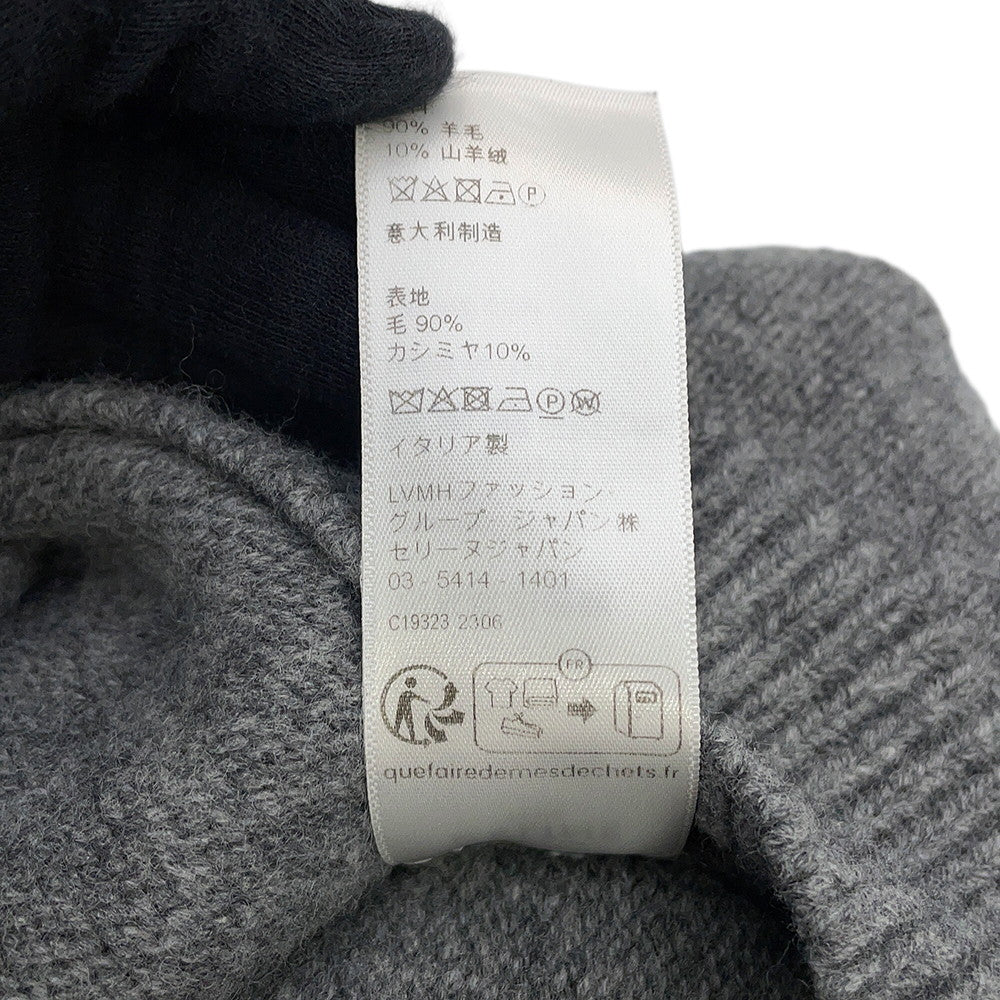 90% 羊毛
10% 山羊绒
P
意大利制造
表地
毛 90%
カシミヤ10%
P W
イタリア製
LVMHファッション
グループ ジャパン 株
セリーヌジャパン
03 5414 - 1401
C19323 2306
FR
quefairedemesdechets.fr